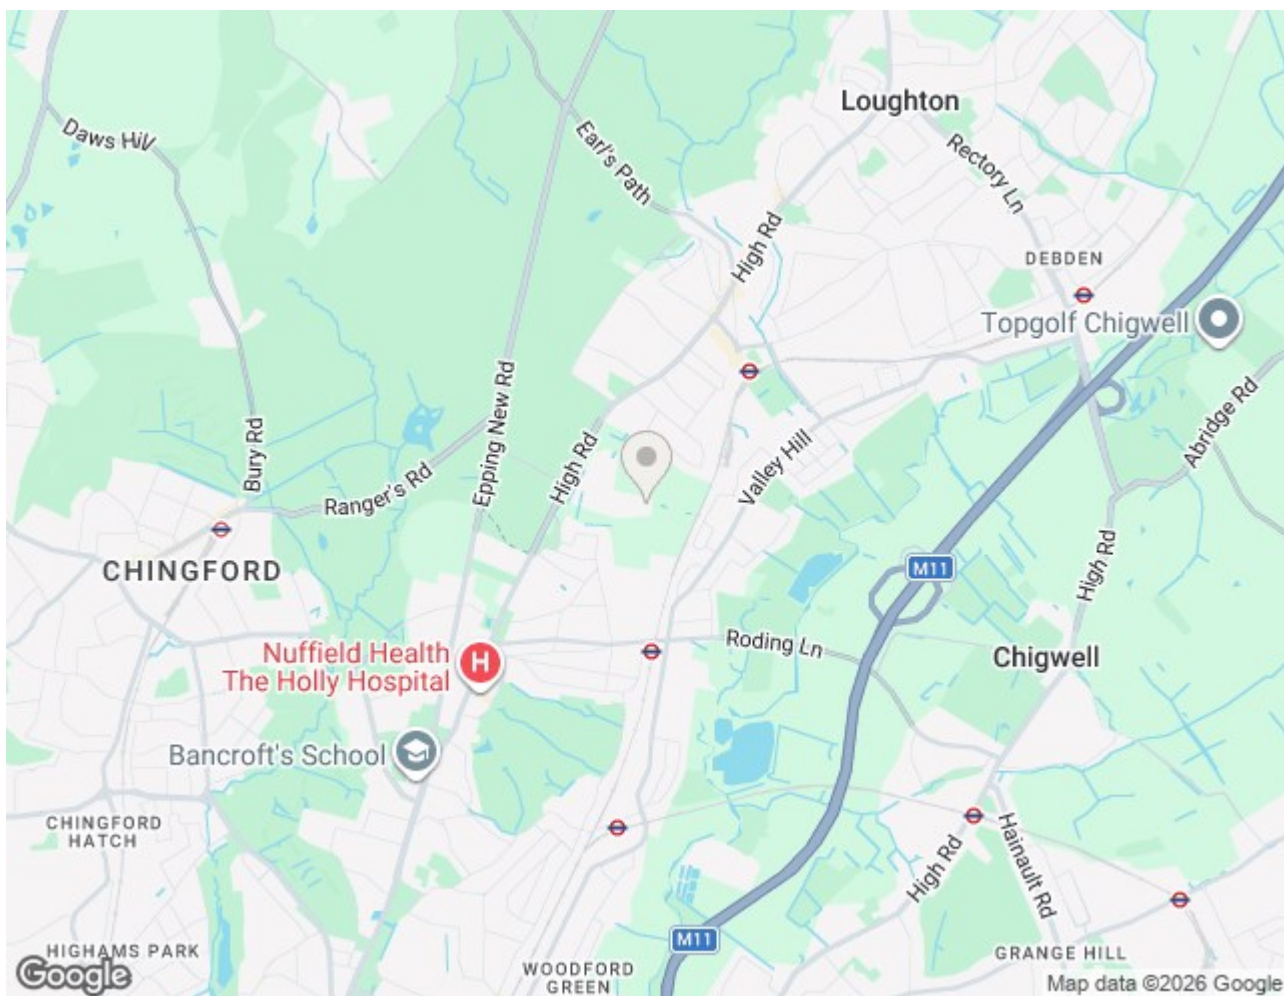 Loughton
Daws Hill
Earl's Path
Rectory Ln
High Rd
DEBDEN
Topgolf Chigwell
Epping New Rd
Abridge Rd
Bury Rd
High Rd
Valley Hill
Ranger's Rd
High Rd
M11
CHINGFORD
Roding Ln
Chigwell
Nuffield Health
The Holly Hospital
H
Bancroft's School
CHINGFORD
HATCH
High Rd
Hainault Rd
M11
HIGHAMS PARK
WOODFORD
GREEN
GRANGE HILL
Google
Map data ©2026 Google